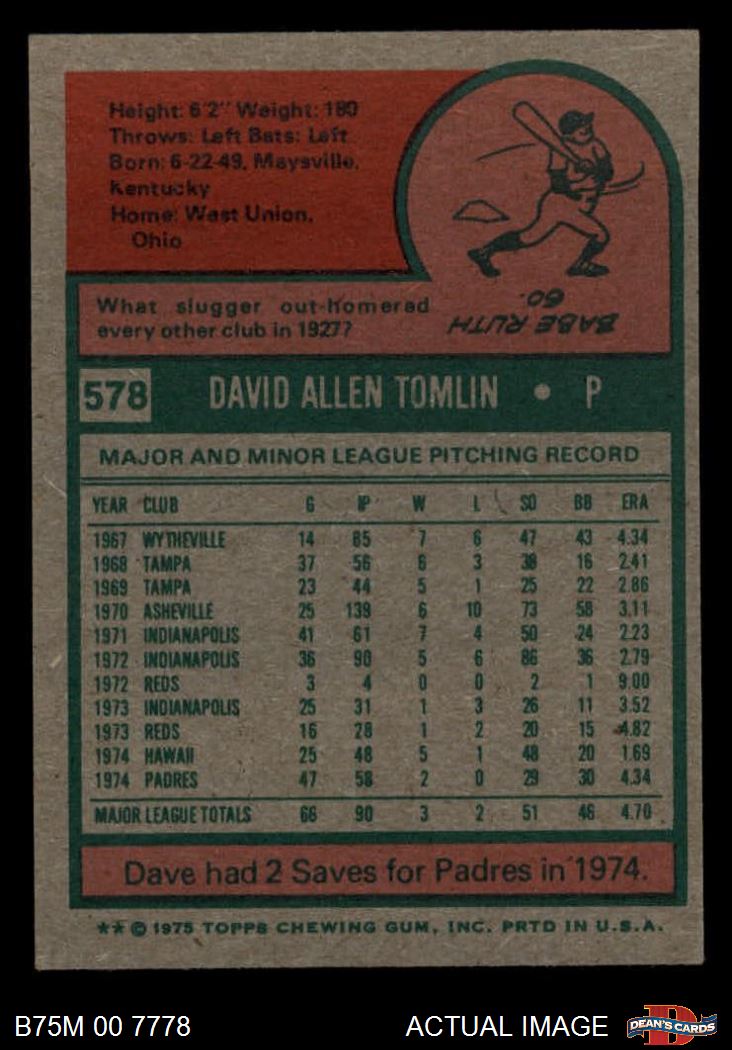 Height: 6'2" Weight: 180
Throws: Left Bats: Left
Born: 6-22-49, Maysville,
Kentucky
Home: West Union,
Ohio
What slugger out-homered
every other club in 1927?
BABE RUTH
60.
578 DAVID ALLEN TOMLIN • P
MAJOR AND MINOR LEAGUE PITCHING RECORD
YEAR CLUB G IP W L SO BB ERA
1967 WYTHEVILLE 14 85 7 6 47 43 4.34
1968 TAMPA 37 56 6 3 38 16 2.41
1969 TAMPA 23 44 5 1 25 22 2.86
1970 ASHEVILLE 25 139 6 10 73 58 3.11
1971 INDIANAPOLIS 41 61 7 4 50 24 2.23
1972 INDIANAPOLIS 36 90 5 6 86 36 2.79
1972 REDS 3 4 0 0 2 1 9.00
1973 INDIANAPOLIS 25 31 1 3 26 11 3.52
1973 REDS 16 28 1 2 20 15 4.82
1974 HAWAII 25 48 5 1 48 20 1.69
1974 PADRES 47 58 2 0 29 30 4.34
MAJOR LEAGUE TOTALS 66 90 3 2 51 46 4.70
Dave had 2 Saves for Padres in 1974.
** © 1975 TOPPS CHEWING GUM, INC. PRTD IN U.S.A.
B75M 00 7778 ACTUAL IMAGE D DEAN'S CARDS